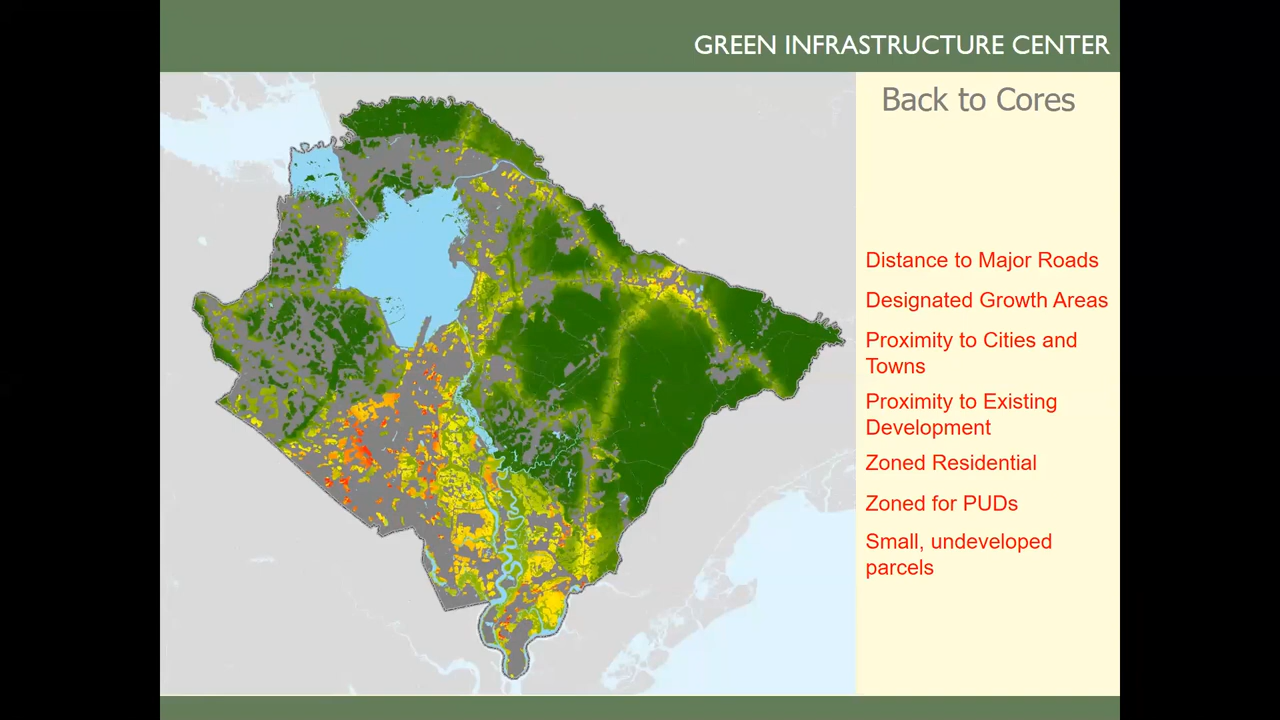 GREEN INFRASTRUCTURE CENTER
Back to Cores
Distance to Major Roads
Designated Growth Areas
Proximity to Cities and
Towns
Proximity to Existing
Development
Zoned Residential
Zoned for PUDs
Small, undeveloped
parcels